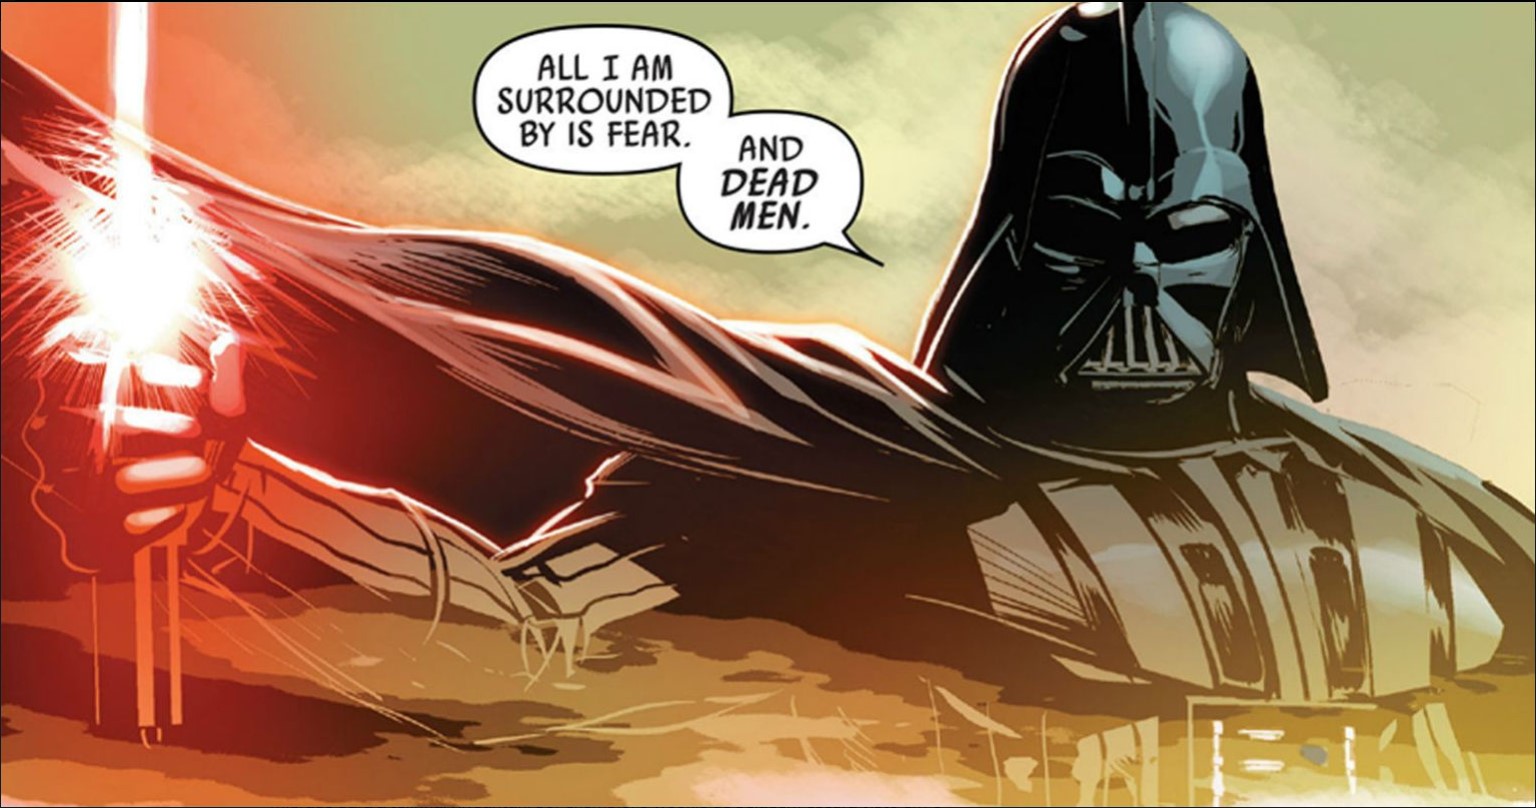 ALL I AM
SURROUNDED
BY IS FEAR.
AND
DEAD
MEN.